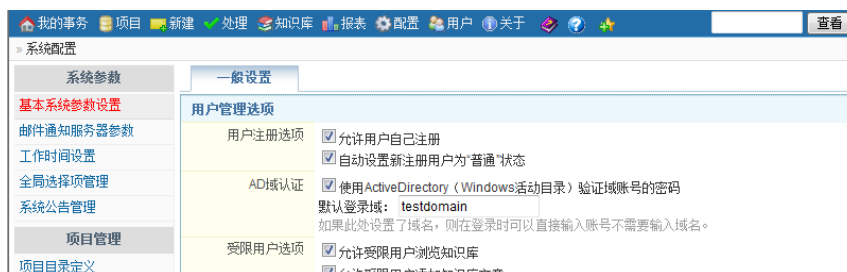 我的事务 项目 新建 处理 知识库 报表 配置 用户 关于 查看
» 系统配置
系统参数
基本系统参数设置
邮件通知服务器参数
工作时间设置
全局选择项管理
系统公告管理
项目管理
项目目录定义
一般设置
用户管理选项
用户注册选项
允许用户自己注册
自动设置新注册用户为“普通”状态
AD域认证
使用ActiveDirectory（Windows活动目录）验证域账号的密码
默认登录域： testdomain
如果此处设置了域名，则在登录时可以直接输入账号不需要输入域名。
受限用户选项
允许受限用户浏览知识库